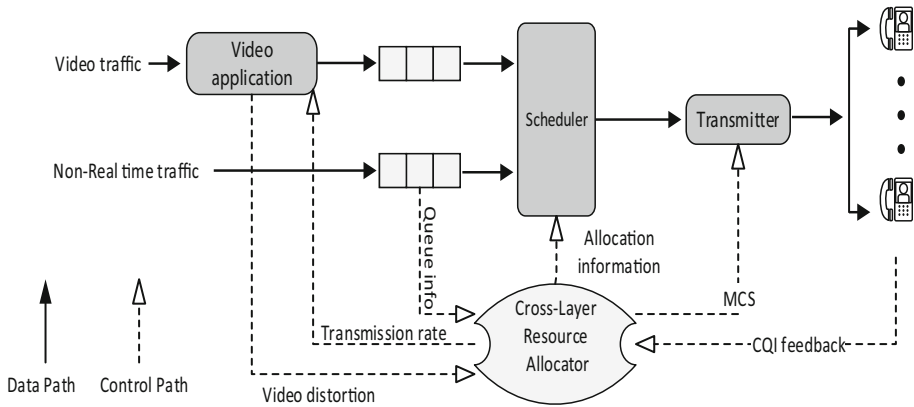 Video traffic
Video
application
Scheduler
Transmitter
Non-Real time traffic
Queue info
Allocation
information
Cross-Layer
Resource
Allocator
MCS
Transmission rate
CQI feedback
Data Path
Control Path
Video distortion